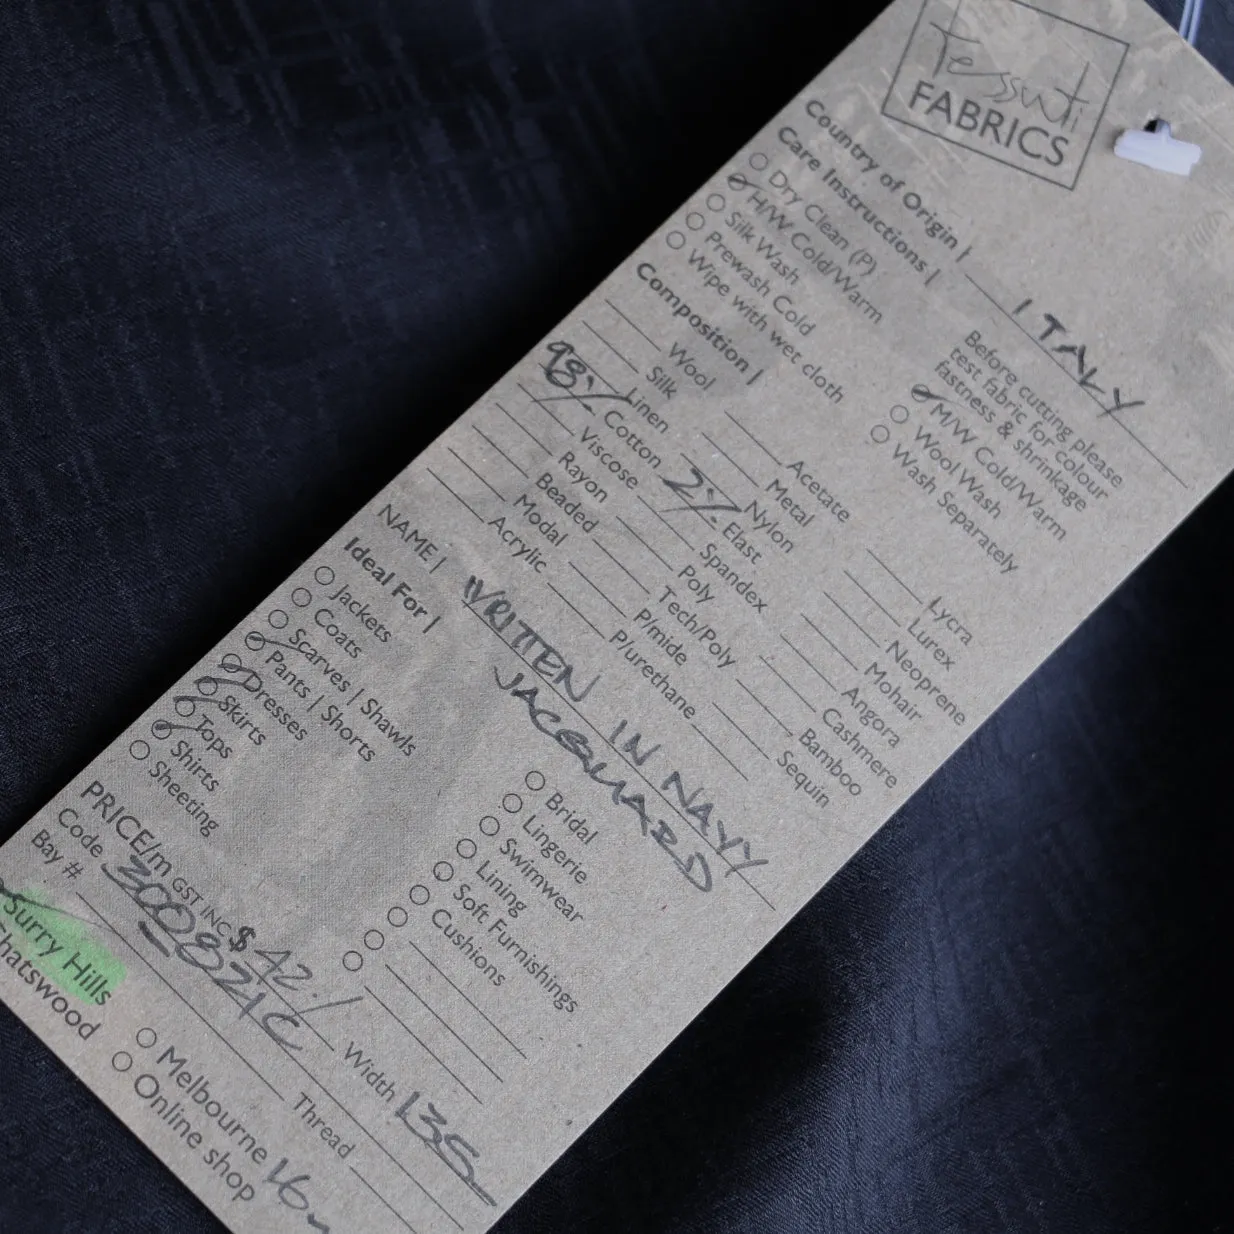 Tessuti
FABRICS
Country of Origin | ITALY
Care Instructions |
Dry Clean (P)
H/W Cold/Warm
Silk Wash
Prewash Cold
Wipe with wet cloth
Before cutting please
test fabric for colour
fastness & shrinkage
M/W Cold/Warm
Wool Wash
Wash Separately
Composition |
Wool
Silk
Linen
98% Cotton
Viscose
Rayon
Beaded
Modal
Acrylic
Acetate
Metal
Nylon
2% Elast
Spandex
Poly
Tech/Poly
P/mide
P/urethane
Lycra
Lurex
Neoprene
Mohair
Angora
Cashmere
Bamboo
Sequin
NAME | WRITTEN IN NAVY
JACQUARD
Ideal For |
Jackets
Coats
Scarves | Shawls
Pants | Shorts
Dresses
Skirts
Tops
Shirts
Sheeting
Bridal
Lingerie
Swimwear
Lining
Soft Furnishings
Cushions
PRICE/m GST INC $ 42./
Code 300821C Width 135
Bay # Thread
Surry Hills
Chatswood
Melbourne
Online shop